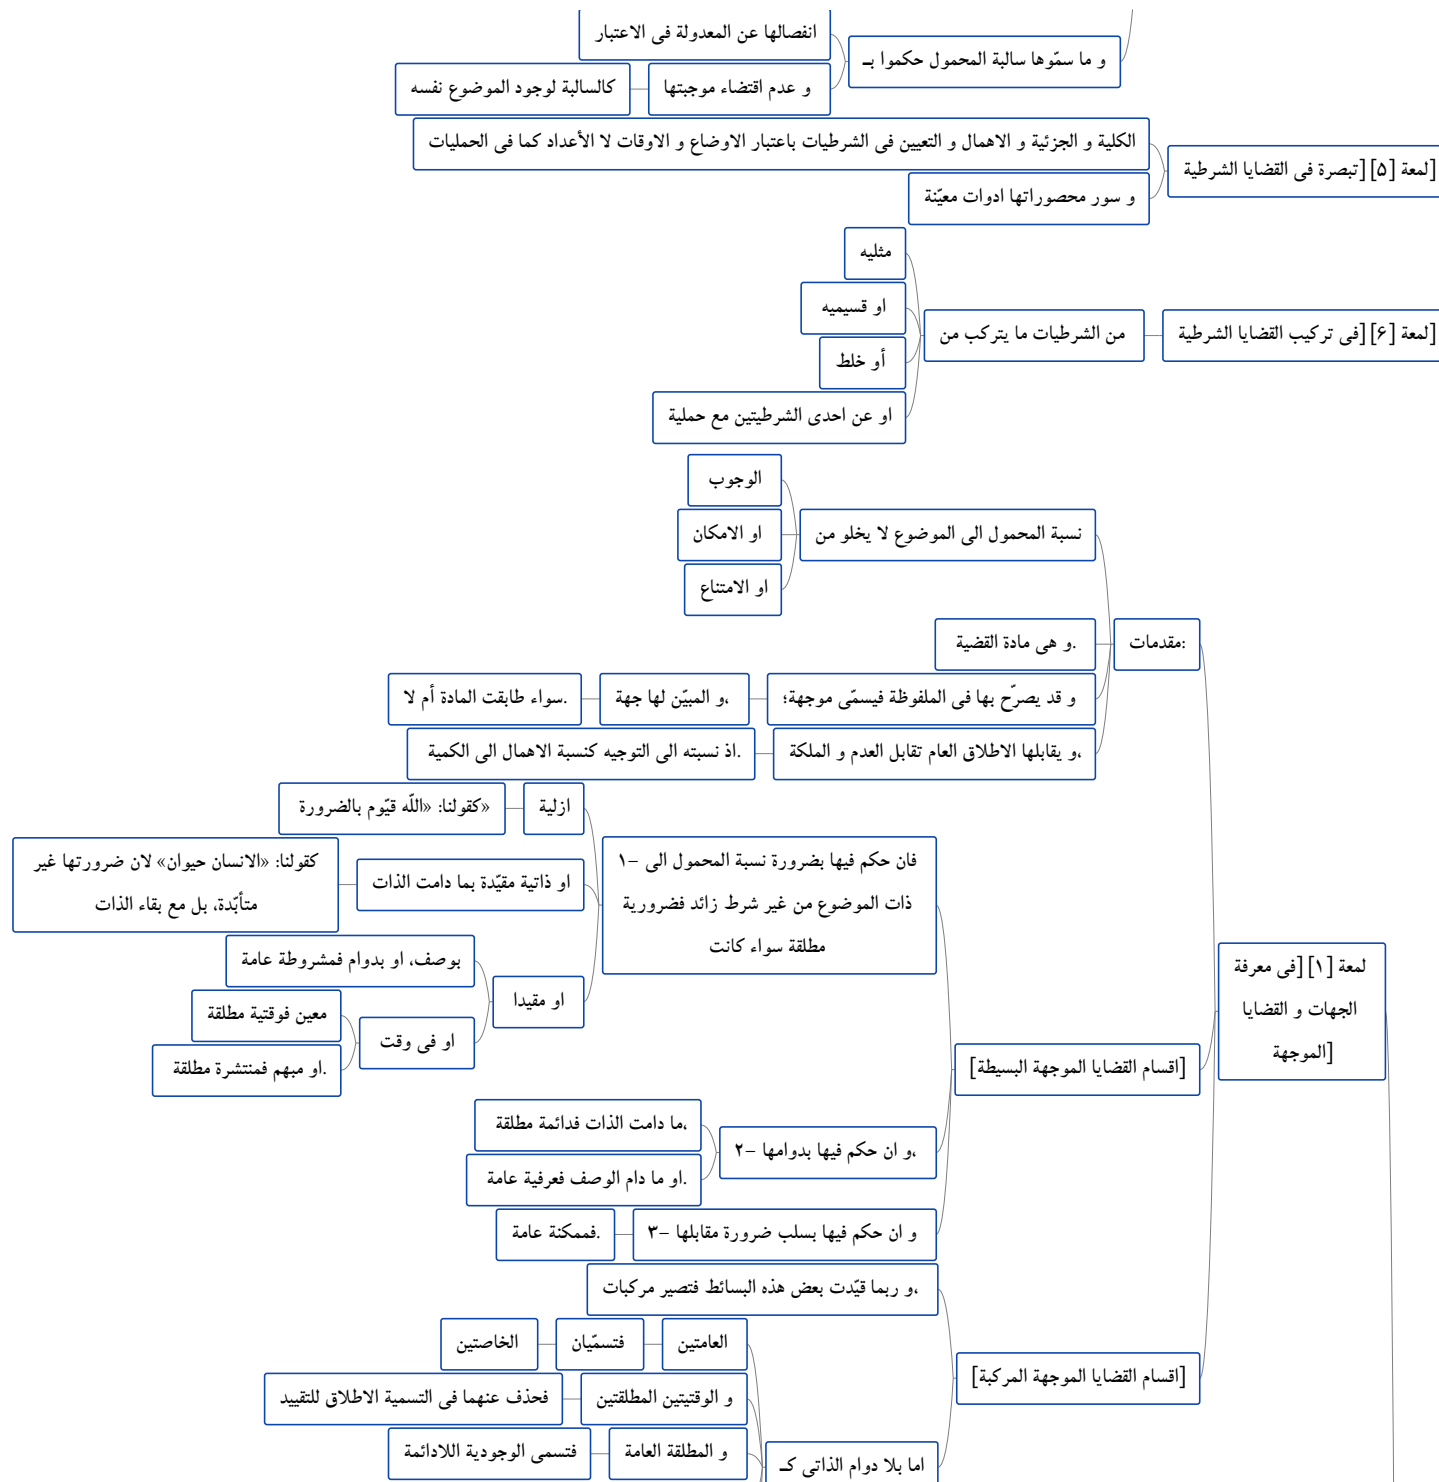 انفصالها عن المعدولة فى الاعتبار
و ما سمّوها سالبة المحمول حكموا بـ
و عدم اقتضاء موجبتها
كالسالبة لوجود الموضوع نفسه
الكلية و الجزئية و الاهمال و التعيين فى الشرطيات باعتبار الاوضاع و الاوقات لا الأعداد كما فى الحمليات
[لمعة [۵] [تبصرة فى القضايا الشرطية
و سور محصوراتها ادوات معيّنة
مثليه
او قسيميه
[لمعة [۶] [فى تركيب القضايا الشرطية
من الشرطيات ما يتركب من
أو خلط
او عن احدى الشرطيتين مع حملية
الوجوب
نسبة المحمول الى الموضوع لا يخلو من
او الامكان
او الامتناع
:مقدمات
.و هى مادة القضية
و قد يصرّح بها فى الملفوظة فيسمّى موجهة؛
،و المبيّن لها جهة
.سواء طابقت المادة أم لا
،و يقابلها الاطلاق العام تقابل العدم و الملكة
.اذ نسبته الى التوجيه كنسبة الاهمال الى الكمية
ازلية
«كقولنا: «اللّه قيّوم بالضرورة
فان حكم فيها بضرورة نسبة المحمول الى –۱
ذات الموضوع من غير شرط زائد فضرورية
مطلقة سواء كانت
او ذاتية مقيّدة بما دامت الذات
كقولنا: «الانسان حيوان» لان ضرورتها غير
متأبّدة، بل مع بقاء الذات
بوصف، او بدوام فمشروطة عامة
او مقيدا
معين فوقتية مطلقة
او فى وقت
.او مبهم فمنتشرة مطلقة
لمعة [۱] [فى معرفة
الجهات و القضايا
[الموجهة
[اقسام القضايا الموجهة البسيطة]
،ما دامت الذات فدائمة مطلقة
،و ان حكم فيها بدوامها –۲
.او ما دام الوصف فعرفية عامة
و ان حكم فيها بسلب ضرورة مقابلها –۳
.فممكنة عامة
،و ربما قيّدت بعض هذه البسائط فتصير مركبات
العامتين
فتسمّيان
الخاصتين
[اقسام القضايا الموجهة المركبة]
و الوقتيتين المطلقتين
فحذف عنهما فى التسمية الاطلاق للتقييد
و المطلقة العامة
فتسمى الوجودية اللادائمة
اما بلا دوام الذاتى كـ